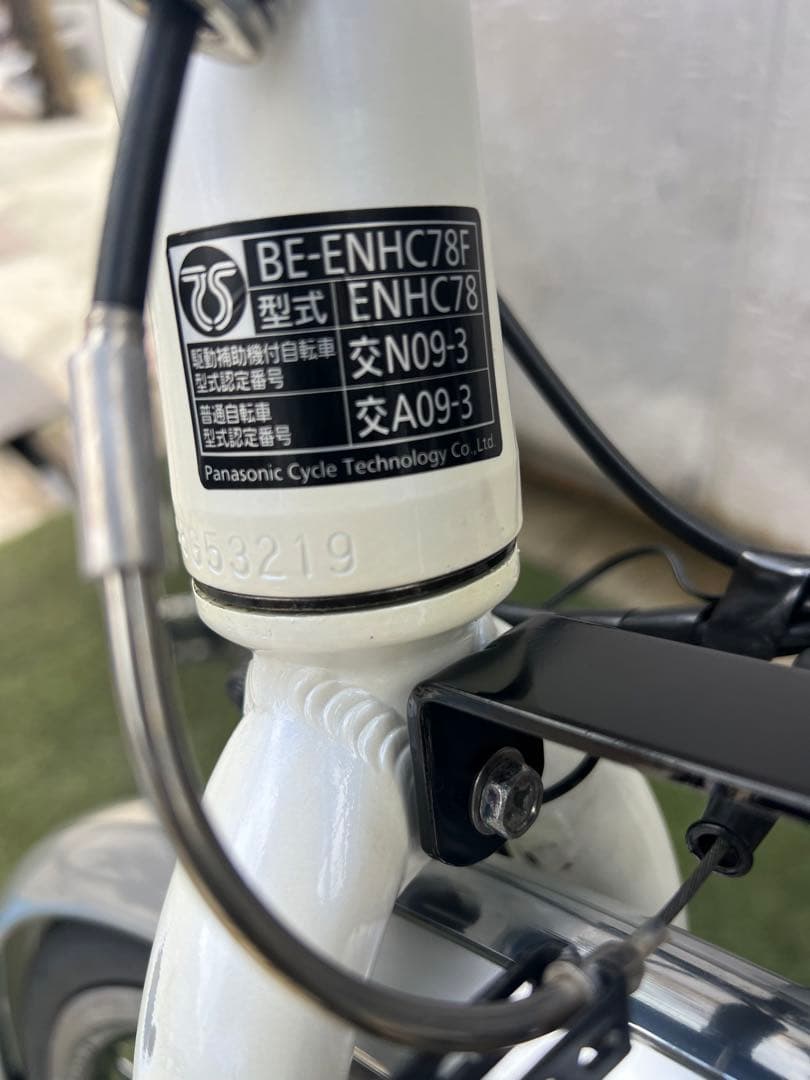 TS
BE-ENHC78F
型式 ENHC78
駆動補助機付自転車
型式認定番号 交N09-3
普通自転車
型式認定番号 交A09-3
Panasonic Cycle Technology Co.,Ltd.
G53219